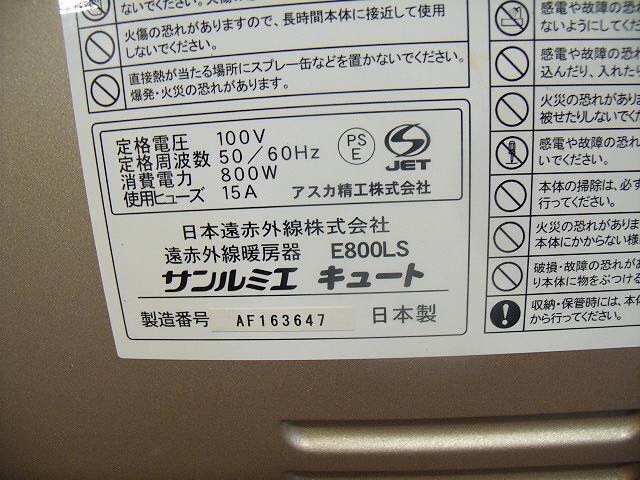 ないでください。
火傷の恐れがありますので、長時間本体に接近して使用
しないでください。
直接熱が当たる場所にスプレー缶などを置かないでください。
爆発・火災の恐れがあります。
定格電圧 100V
定格周波数 50／60Hz
消費電力 800W
使用ヒューズ 15A
PS
E
JET
アスカ精工株式会社
日本遠赤外線株式会社
遠赤外線暖房器 E800LS
サンルミエ キュート
製造番号 AF163647 日本製
感電や故障の恐れ
ないようにしてくだ
感電や故障の恐れ
込んだり、入れたり
火災の恐れがありま
被せたりしないでく
感電や故障の恐れ
いでください。
本体の掃除は、必ず
行ってください。
火災の恐れがあり
本体にかからない様
破損・故障の恐れがあ
り本体に物をぶつける
収納・保管時には、本体
から行ってください。